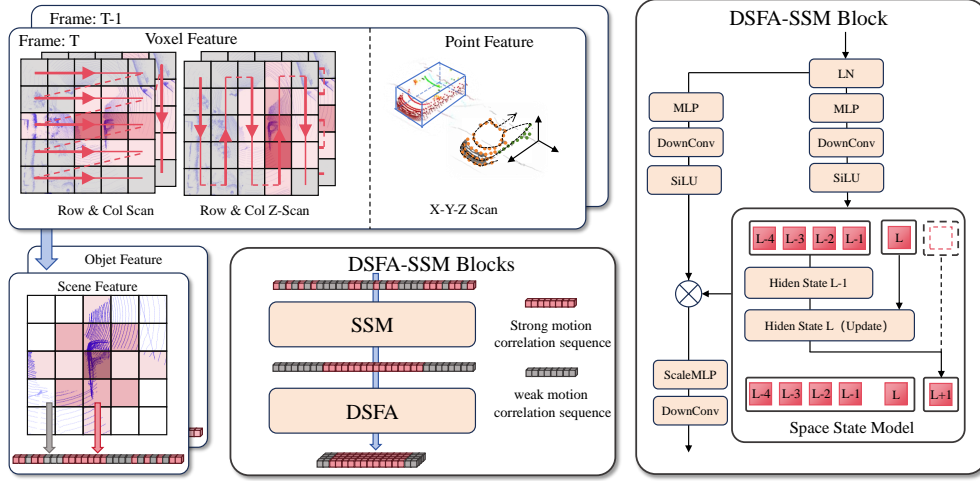 Frame: T-1
Frame: T
Voxel Feature
Point Feature
Row & Col Scan
Row & Col Z-Scan
X-Y-Z Scan
Objet Feature
Scene Feature
DSFA-SSM Blocks
SSM
DSFA
Strong motion
correlation sequence
weak motion
correlation sequence
DSFA-SSM Block
LN
MLP
MLP
DownConv
DownConv
SiLU
SiLU
L-4
L-3
L-2
L-1
L
Hiden State L-1
Hiden State L (Update)
ScaleMLP
DownConv
L-4
L-3
L-2
L-1
L
L+1
Space State Model